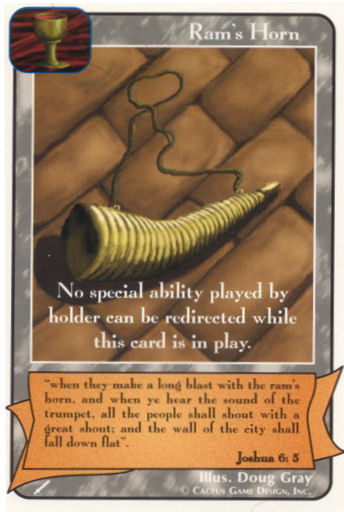 Ram's Horn
No special ability played by
holder can be redirected while
this card is in play.
"when they make a long blast with the ram's
horn, and when ye hear the sound of the
trumpet, all the people shall shout with a
great shout; and the wall of the city shall
fall down flat".
Joshua 6: 5
Illus. Doug Gray
© Cactus Game Design, Inc.